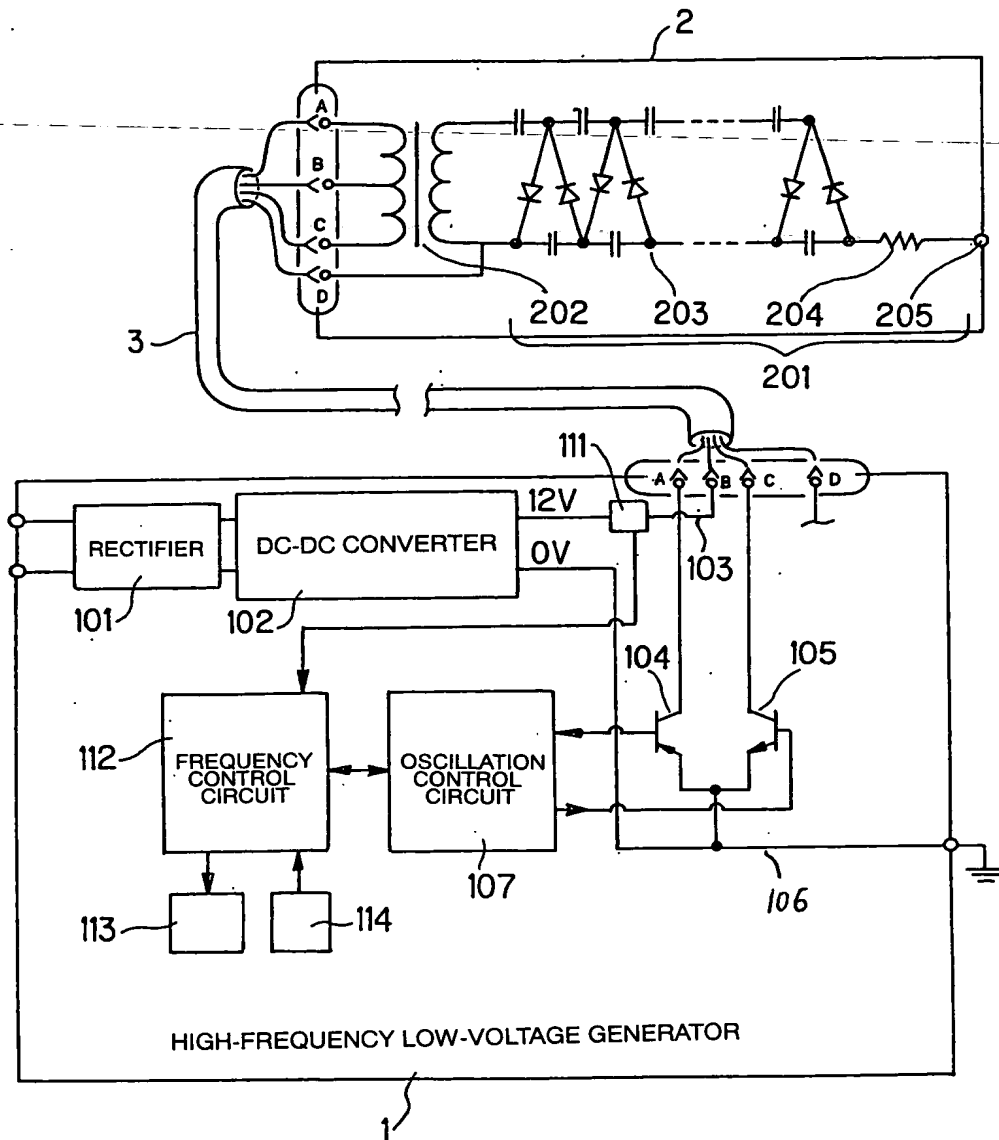 2
A
B
C
D
202
203
204
205
201
3
111
A
B
C
D
12V
RECTIFIER
DC-DC CONVERTER
0V
103
101
102
104
105
112
FREQUENCY
CONTROL
CIRCUIT
OSCILLATION
CONTROL
CIRCUIT
107
106
113
114
HIGH-FREQUENCY LOW-VOLTAGE GENERATOR
1